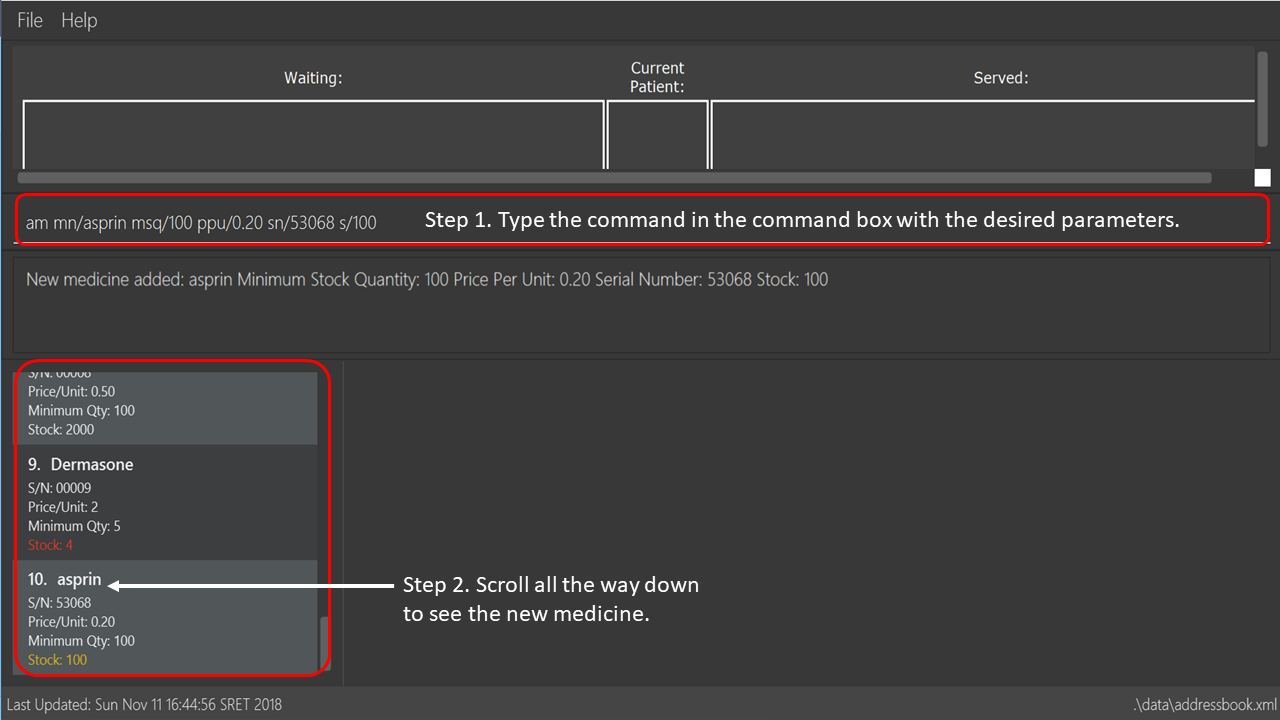 File Help
Waiting:
Current
Patient:
Served:
am mn/asprin msq/100 ppu/0.20 sn/53068 s/100
Step 1. Type the command in the command box with the desired parameters.
New medicine added: asprin Minimum Stock Quantity: 100 Price Per Unit: 0.20 Serial Number: 53068 Stock: 100
S/N: 00008
Price/Unit: 0.50
Minimum Qty: 100
Stock: 2000
9. Dermasone
S/N: 00009
Price/Unit: 2
Minimum Qty: 5
Stock: 4
10. asprin
S/N: 53068
Price/Unit: 0.20
Minimum Qty: 100
Stock: 100
Step 2. Scroll all the way down
to see the new medicine.
Last Updated: Sun Nov 11 16:44:56 SRET 2018
.\data\addressbook.xml